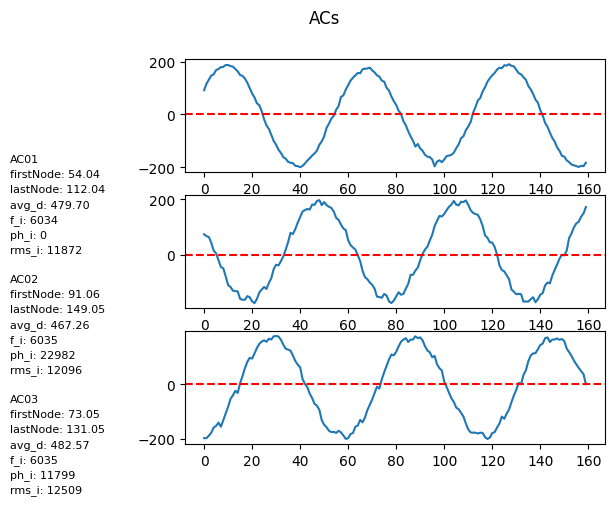 ACs
AC01
firstNode: 54.04
lastNode: 112.04
avg_d: 479.70
f_i: 6034
ph_i: 0
rms_i: 11872
AC02
firstNode: 91.06
lastNode: 149.05
avg_d: 467.26
f_i: 6035
ph_i: 22982
rms_i: 12096
AC03
firstNode: 73.05
lastNode: 131.05
avg_d: 482.57
f_i: 6035
ph_i: 11799
rms_i: 12509
200
0
−200
0 20 40 60 80 100 120 140 160
200
0
0 20 40 60 80 100 120 140 160
0
−200
0 20 40 60 80 100 120 140 160